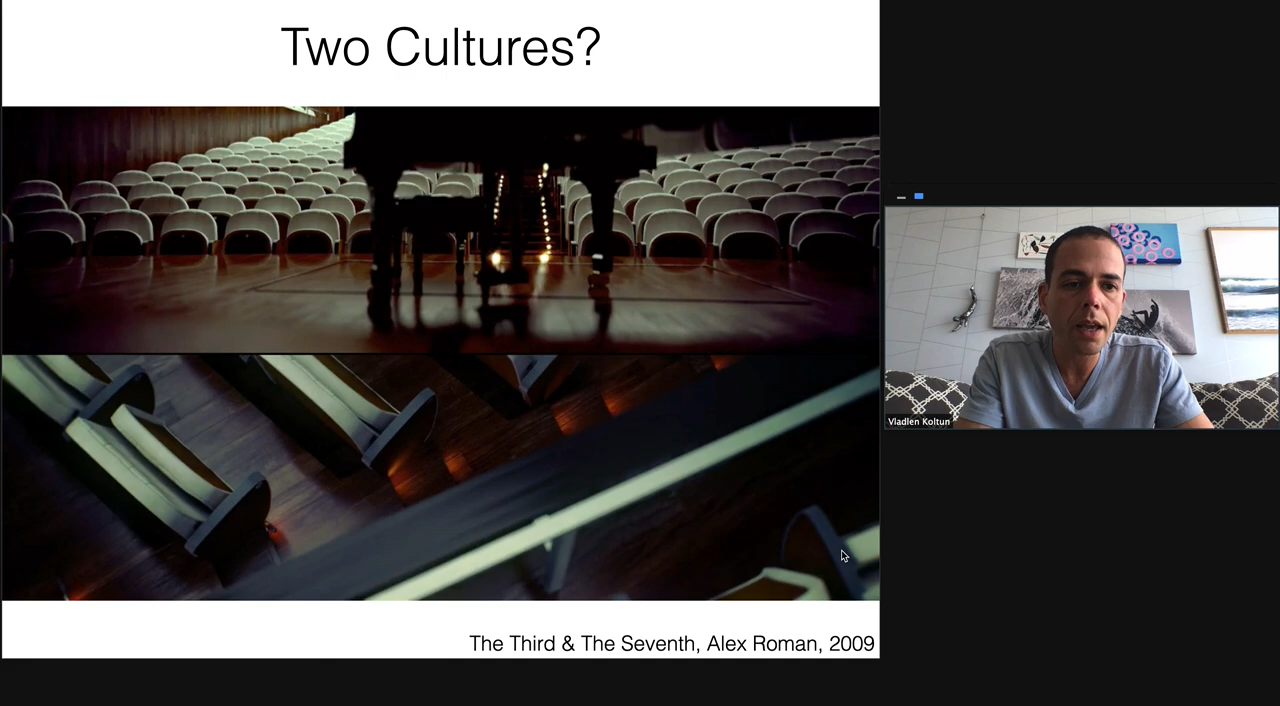 Two Cultures?
Vladlen Koltun
The Third & The Seventh, Alex Roman, 2009